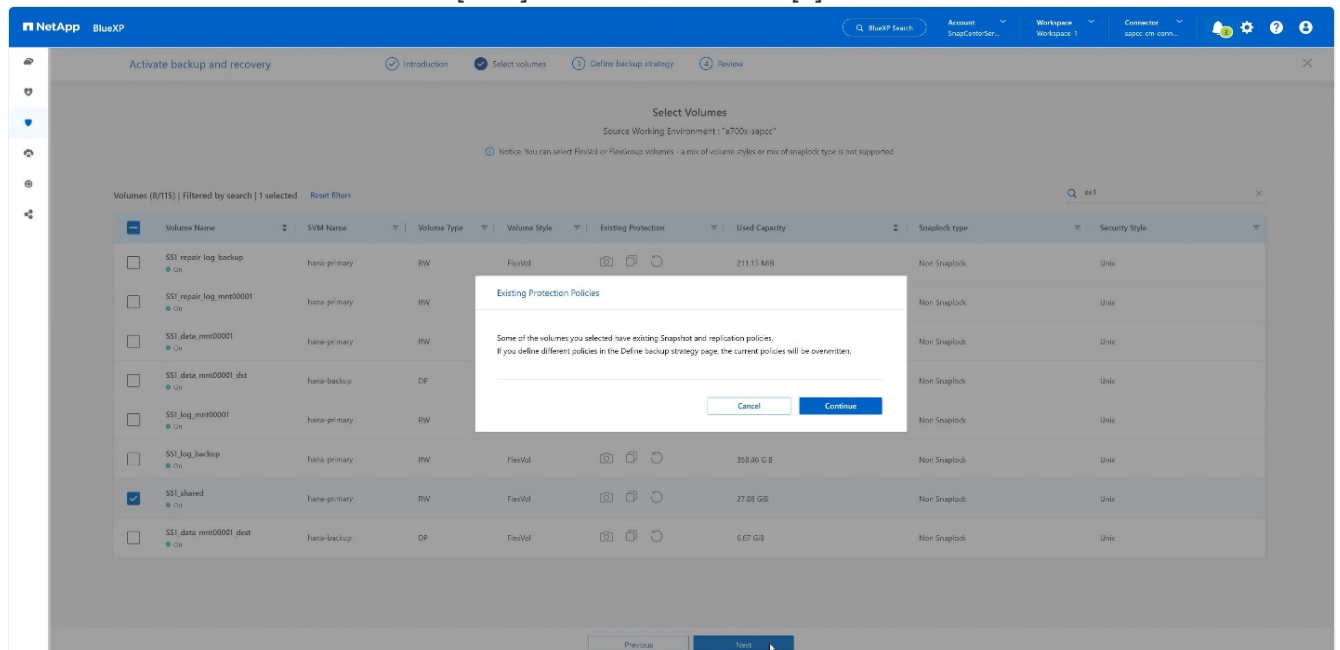 NetApp BlueXP
BlueXP Search
Account
SnapCenterSer...
Workspace
Workspace-1
Connector
sapcc-cm-conn...
3
Activate backup and recovery
Introduction
Select volumes
3 Define backup strategy
4 Review
Select Volumes
Source Working Environment : "a700s-sapcc"
Notice: You can select FlexVol or FlexGroup volumes - a mix of volume styles or mix of snaplock type is not supported
Volumes (8/115) | Filtered by search | 1 selected Reset filters
Volume Name SVM Name Volume Type Volume Style Existing Protection Used Capacity Snaplock type Security Style
SS1_repair_log_backup
On
hana-primary RW FlexVol 211.15 MiB Non Snaplock Unix
SS1_repair_log_mnt00001
On
hana-primary RW Non Snaplock Unix
SS1_data_mnt00001
On
hana-primary RW Non Snaplock Unix
SS1_data_mnt00001_dst
On
hana-backup DP Non Snaplock Unix
SS1_log_mnt00001
On
hana-primary RW Non Snaplock Unix
SS1_log_backup
On
hana-primary RW FlexVol 358.46 GiB Non Snaplock Unix
SS1_shared
On
hana-primary RW FlexVol 27.88 GiB Non Snaplock Unix
SS1_data_mnt00001_dest
On
hana-backup DP FlexVol 6.67 GiB Non Snaplock Unix
Existing Protection Policies
Some of the volumes you selected have existing Snapshot and replication policies.
If you define different policies in the Define backup strategy page, the current policies will be overwritten.
Cancel
Continue
Previous
Next